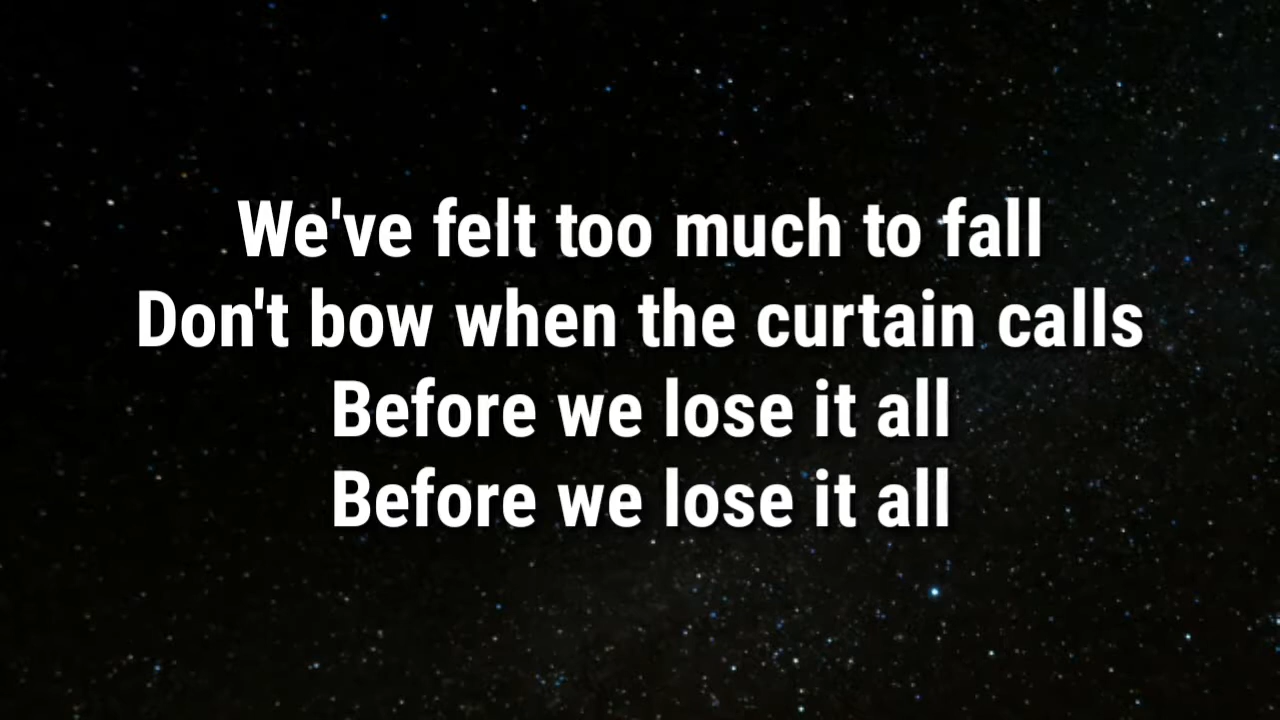 We've felt too much to fall
Don't bow when the curtain calls
Before we lose it all
Before we lose it all